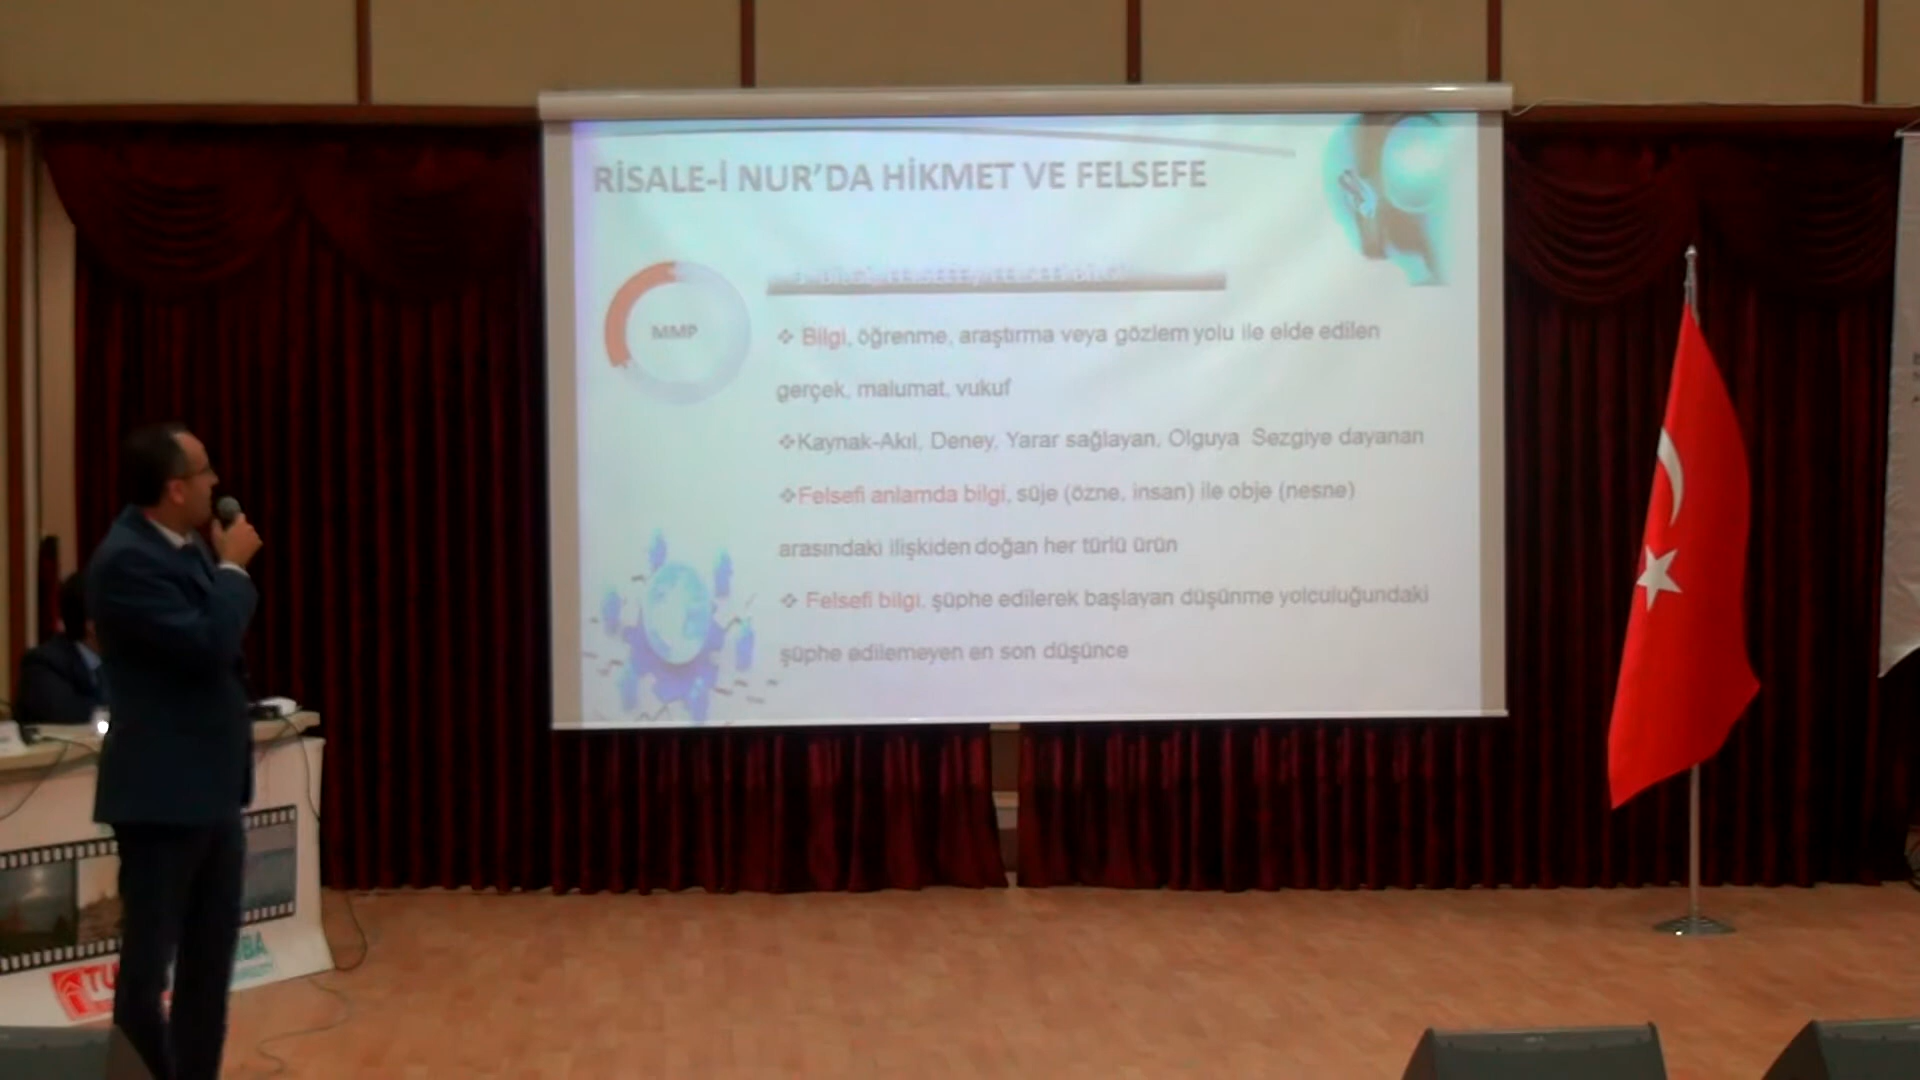 RİSALE-İ NUR'DA HİKMET VE FELSEFE
MMP
❖ Bilgi, öğrenme, araştırma veya gözlem yolu ile elde edilen
gerçek, malumat, vukuf
❖Kaynak-Akıl, Deney, Yarar sağlayan, Olguya Sezgiye dayanan
❖Felsefi anlamda bilgi, süje (özne, insan) ile obje (nesne)
arasındaki ilişkiden doğan her türlü ürün
❖ Felsefi bilgi, şüphe edilerek başlayan düşünme yolculuğundaki
şüphe edilemeyen en son düşünce